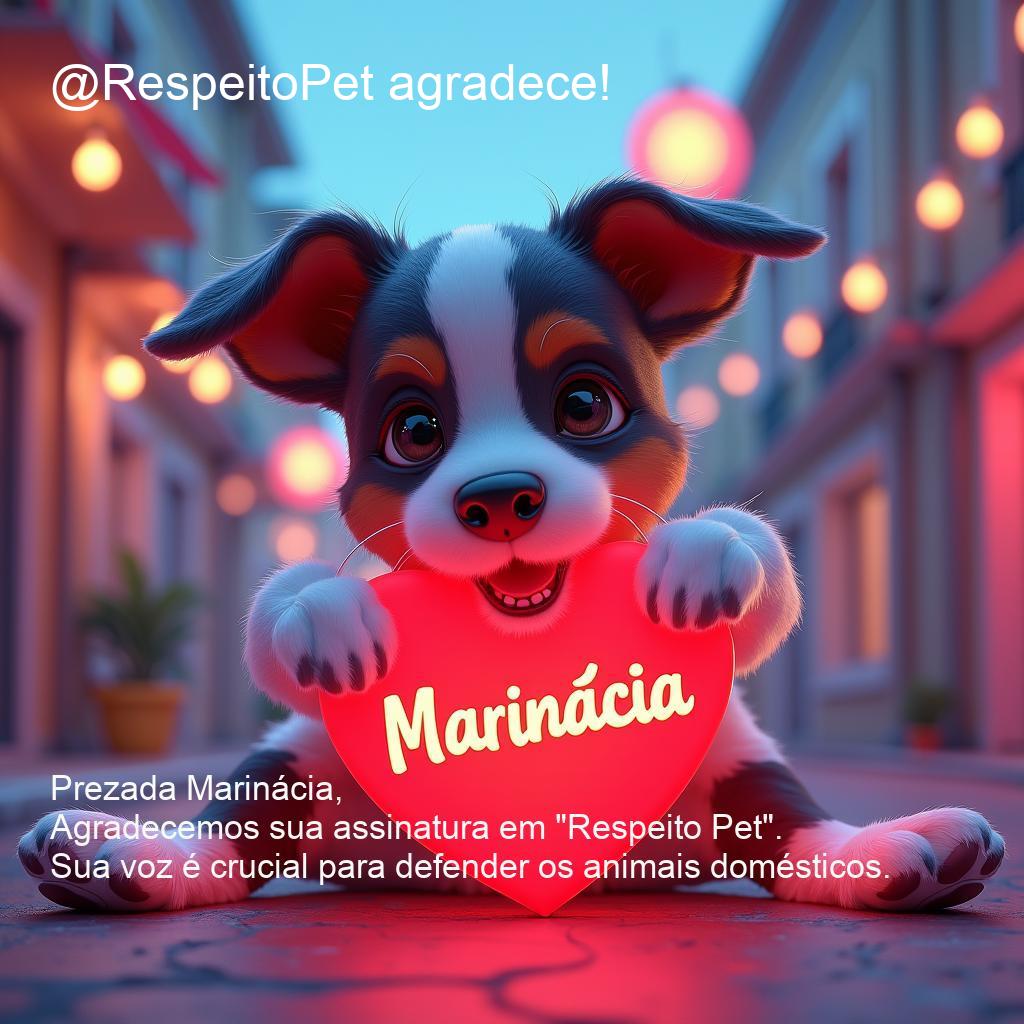 @RespeitoPet agradece!
Marinácia
Prezada Marinácia,
Agradecemos sua assinatura em "Respeito Pet".
Sua voz é crucial para defender os animais domésticos.